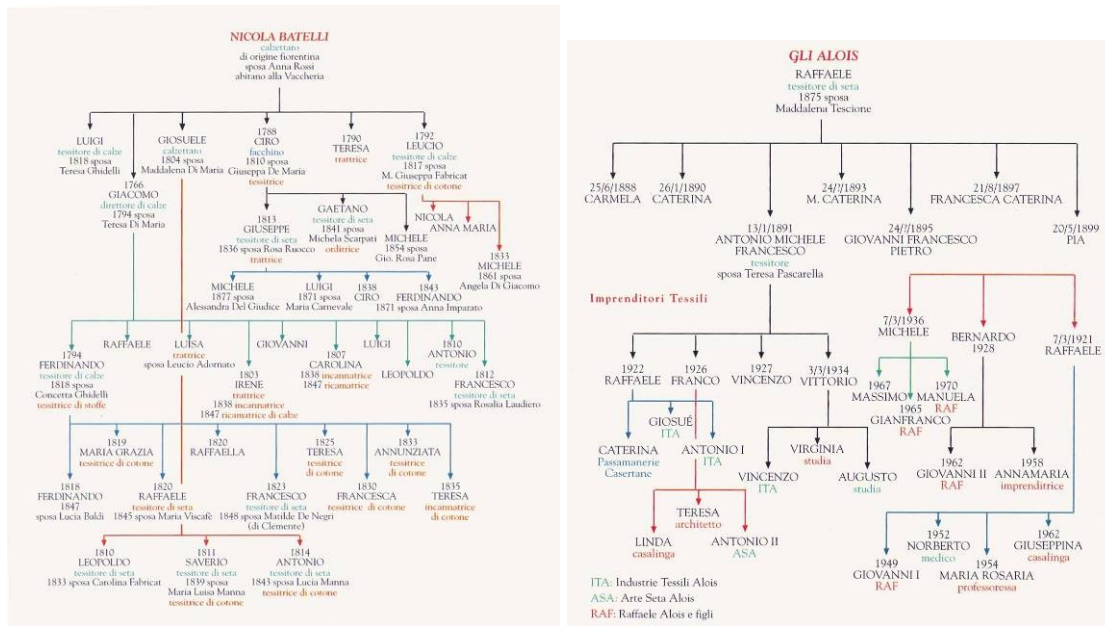 NICOLA BATELLI
calzettaro
di origine fiorentina
sposa Anna Rossi
abitano alla Vaccheria
LUIGI
tessitore di calze
1818 sposa
Teresa Ghidelli
1766
GIACOMO
direttore di calze
1794 sposa
Teresa Di Maria
GIOSUELE
calzettaro
1804 sposa
Maddalena Di Maria
1788
CIRO
facchino
1810 sposa
Giuseppa De Maria
tessitrice
1790
TERESA
trattrice
1792
LEUCIO
tessitore di calze
1817 sposa
M. Giuseppa Fabricat
tessitrice di cotone
1813
GIUSEPPE
tessitore di seta
1836 sposa Rosa Ruocco
trattrice
GAETANO
tessitore di seta
1841 sposa
Michela Scarpati
orditrice
MICHELE
1854 sposa
Gio. Rosa Pane
NICOLA
ANNA MARIA
1833
MICHELE
1861 sposa
Angela Di Giacomo
MICHELE
1877 sposa
Alessandra Del Giudice
LUIGI
1871 sposa
Maria Carnevale
1838
CIRO
1843
FERDINANDO
1871 sposa Anna Imparato
1794
FERDINANDO
tessitore di calze
1818 sposa
Concetta Ghidelli
tessitrice di stoffe
RAFFAELE
LUISA
trattrice
sposa Leucio Adornato
1803
IRENE
trattrice
1838 incannatrice
1847 ricamatrice di calze
GIOVANNI
1807
CAROLINA
1838 incannatrice
1847 ricamatrice
LUIGI
LEOPOLDO
1810
ANTONIO
tessitore
1812
FRANCESCO
tessitore di seta
1835 sposa Rosalia Laudiero
1819
MARIA GRAZIA
tessitrice di cotone
1820
RAFFAELLA
1825
TERESA
tessitrice di cotone
1833
ANNUNZIATA
tessitrice
di cotone
1818
FERDINANDO
1847
sposa Lucia Baldi
1820
RAFFAELE
tessitore di seta
1845 sposa Maria Viscafè
1823
FRANCESCO
tessitore di seta
1848 sposa Matilde De Negri
(di Clemente)
1830
FRANCESCA
tessitrice di cotone
1835
TERESA
incannatrice
di cotone
1810
LEOPOLDO
tessitore di seta
1833 sposa Carolina Fabricat
1811
SAVERIO
tessitore di seta
1839 sposa
Maria Luisa Manna
tessitrice di cotone
1814
ANTONIO
tessitore di seta
1843 sposa Lucia Manna
tessitrice di cotone
GLI ALOIS
RAFFAELE
tessitore di seta
1875 sposa
Maddalena Tescione
25/6/1888
CARMELA
26/1/1890
CATERINA
13/1/1891
ANTONIO MICHELE
FRANCESCO
tessitore
sposa Teresa Pascarella
24/?/1893
M. CATERINA
24/?/1895
GIOVANNI FRANCESCO
PIETRO
21/8/1897
FRANCESCA CATERINA
20/5/1899
PIA
Imprenditori Tessili
7/3/1936
MICHELE
BERNARDO
1928
7/3/1921
RAFFAELE
1922
RAFFAELE
1926
FRANCO
1927
VINCENZO
3/3/1934
VITTORIO
1967
MASSIMO
1965
GIANFRANCO
RAF
1970
MANUELA
RAF
CATERINA
Passamanerie
Casertane
GIOSUÉ
ITA
ANTONIO I
ITA
VINCENZO
ITA
VIRGINIA
studia
AUGUSTO
studia
1962
GIOVANNI II
RAF
1958
ANNAMARIA
imprenditrice
LINDA
casalinga
TERESA
architetto
ANTONIO II
ASA
1949
GIOVANNI I
RAF
1952
NORBERTO
medico
1954
MARIA ROSARIA
professoressa
1962
GIUSEPPINA
casalinga
ITA: Industrie Tessili Alois
ASA: Arte Seta Alois
RAF: Raffaele Alois e figli